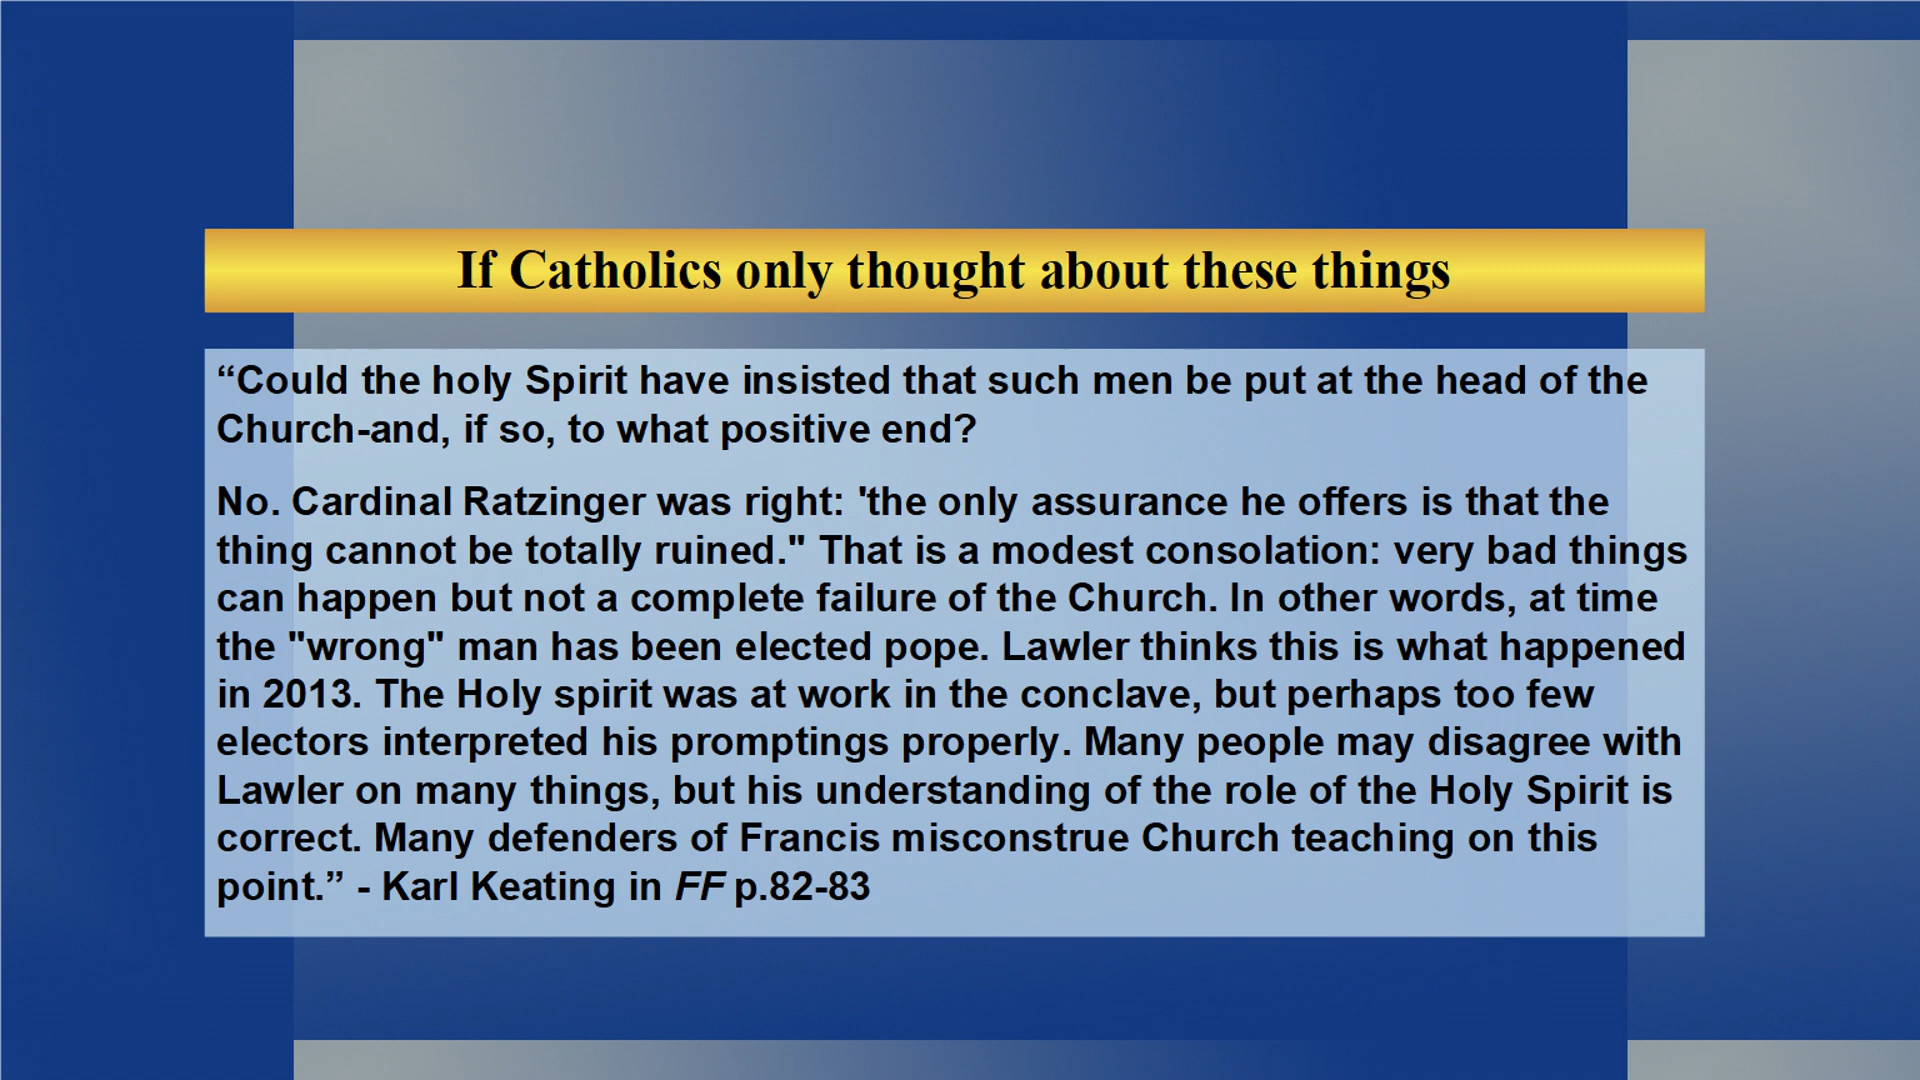 If Catholics only thought about these things
“Could the holy Spirit have insisted that such men be put at the head of the
Church-and, if so, to what positive end?
No. Cardinal Ratzinger was right: 'the only assurance he offers is that the
thing cannot be totally ruined." That is a modest consolation: very bad things
can happen but not a complete failure of the Church. In other words, at time
the "wrong" man has been elected pope. Lawler thinks this is what happened
in 2013. The Holy spirit was at work in the conclave, but perhaps too few
electors interpreted his promptings properly. Many people may disagree with
Lawler on many things, but his understanding of the role of the Holy Spirit is
correct. Many defenders of Francis misconstrue Church teaching on this
point.” - Karl Keating in FF p.82-83